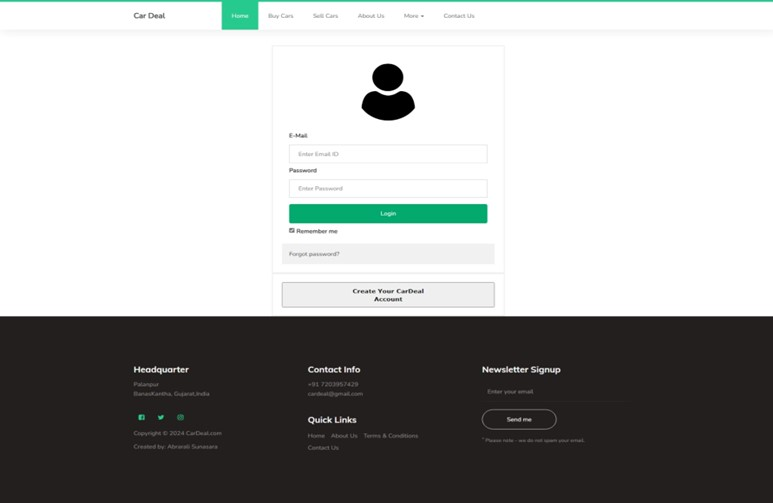 Car Deal
Home
Buy Cars
Sell Cars
About Us
More
Contact Us
E-Mail
Enter Email ID
Password
Enter Password
Login
Remember me
Forgot password?
Create Your CarDeal
Account
Headquarter
Palanpur
BanasKantha, Gujarat,India
Copyright © 2024 CarDeal.com
Created by: Abrarali Sunasara
Contact Info
+91 7203957429
cardeal@gmail.com
Quick Links
Home About Us Terms & Conditions
Contact Us
Newsletter Signup
Enter your email
Send me
* Please note - we do not spam your email.